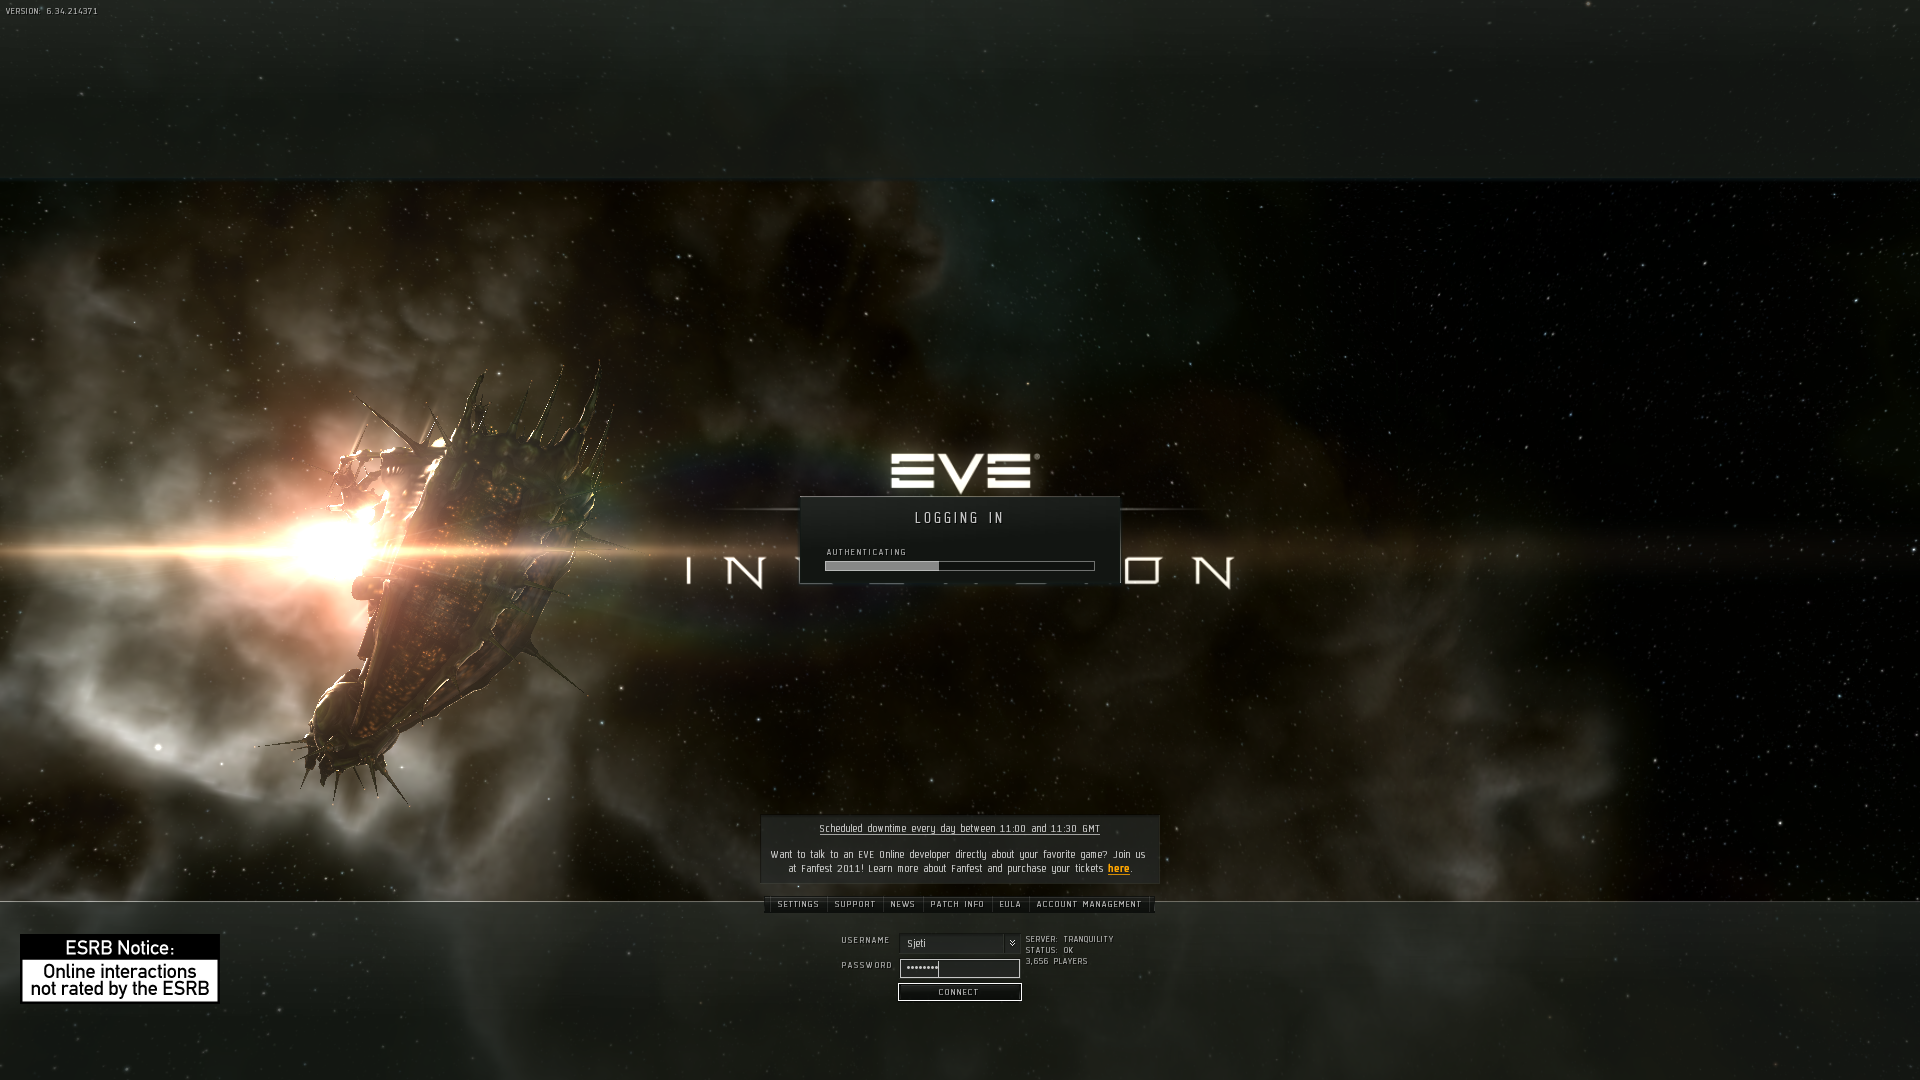 VERSION: 6.34.214371
EVE®
LOGGING IN
AUTHENTICATING
IN
ON
Scheduled downtime every day between 11:00 and 11:30 GMT
Want to talk to an EVE Online developer directly about your favorite game? Join us
at Fanfest 2011! Learn more about Fanfest and purchase your tickets here.
SETTINGS SUPPORT NEWS PATCH INFO EULA ACCOUNT MANAGEMENT
USERNAME Sjeti
PASSWORD ********
CONNECT
SERVER: TRANQUILITY
STATUS: OK
3,656 PLAYERS
ESRB Notice:
Online interactions
not rated by the ESRB